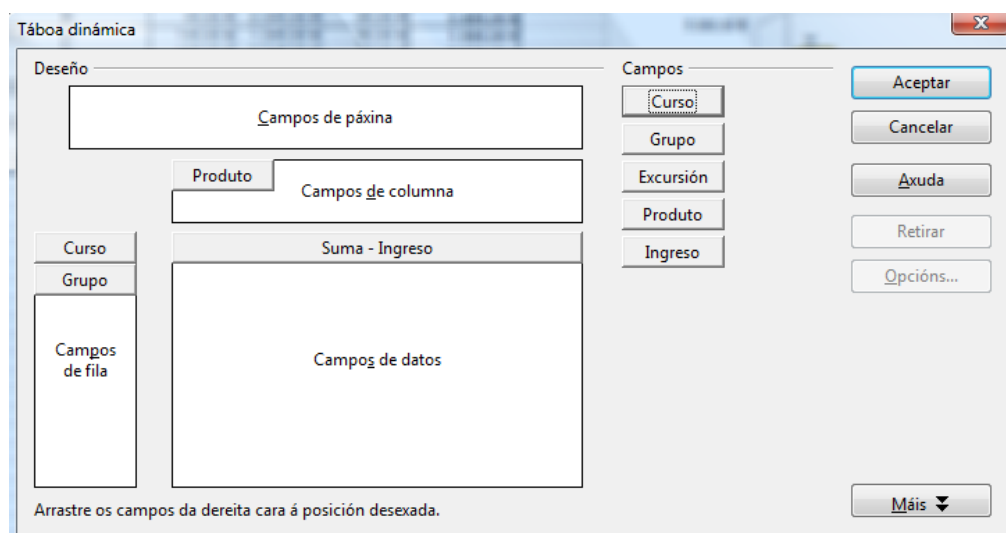 Táboa dinámica
Deseño
Campos de páxina
Produto
Campos de columna
Curso
Grupo
Campos
de fila
Suma - Ingreso
Campos de datos
Arrastre os campos da dereita cara á posición desexada.
Campos
Curso
Grupo
Excursión
Produto
Ingreso
Aceptar
Cancelar
Axuda
Retirar
Opcións...
Máis